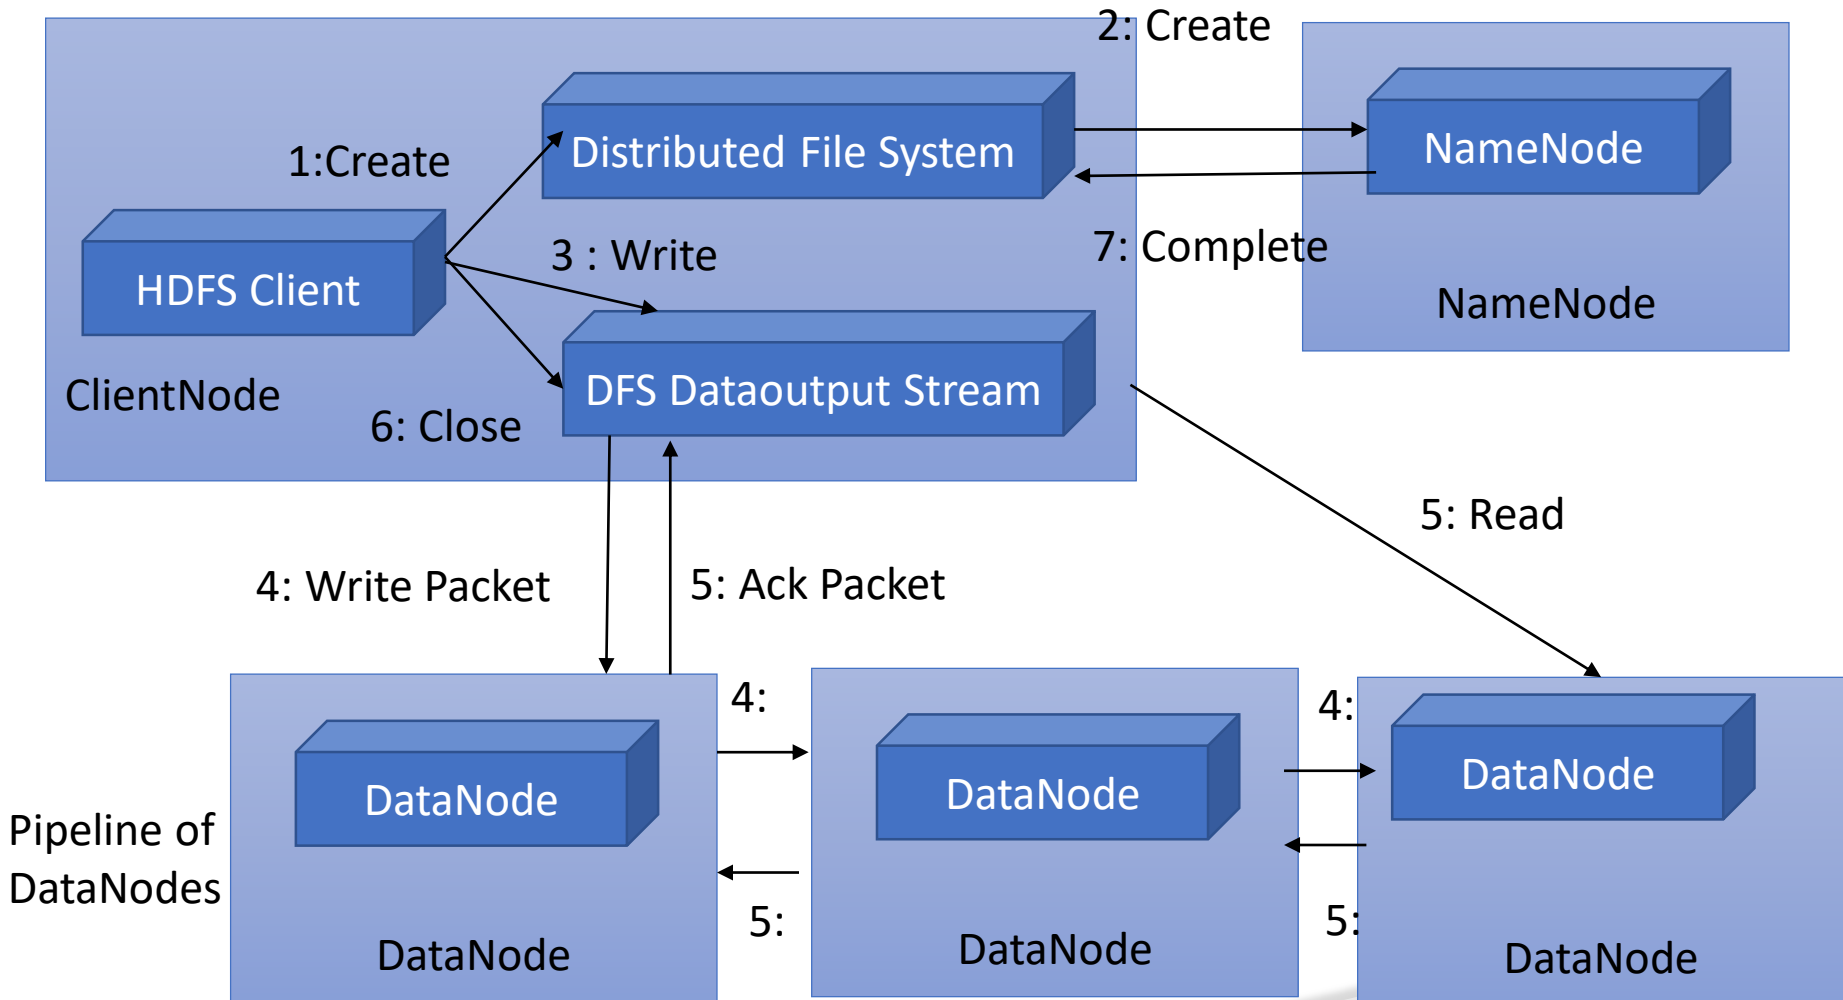 2: Create
Distributed File System
NameNode
1:Create
3 : Write
7: Complete
HDFS Client
NameNode
ClientNode
DFS Dataoutput Stream
6: Close
5: Read
4: Write Packet
5: Ack Packet
4:
4:
DataNode
DataNode
DataNode
Pipeline of
DataNodes
5:
5:
DataNode
DataNode
DataNode